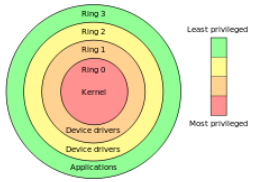 Ring 3
Ring 2
Ring 1
Ring 0
Kernel
Device drivers
Device drivers
Applications
Least privileged
Most privileged